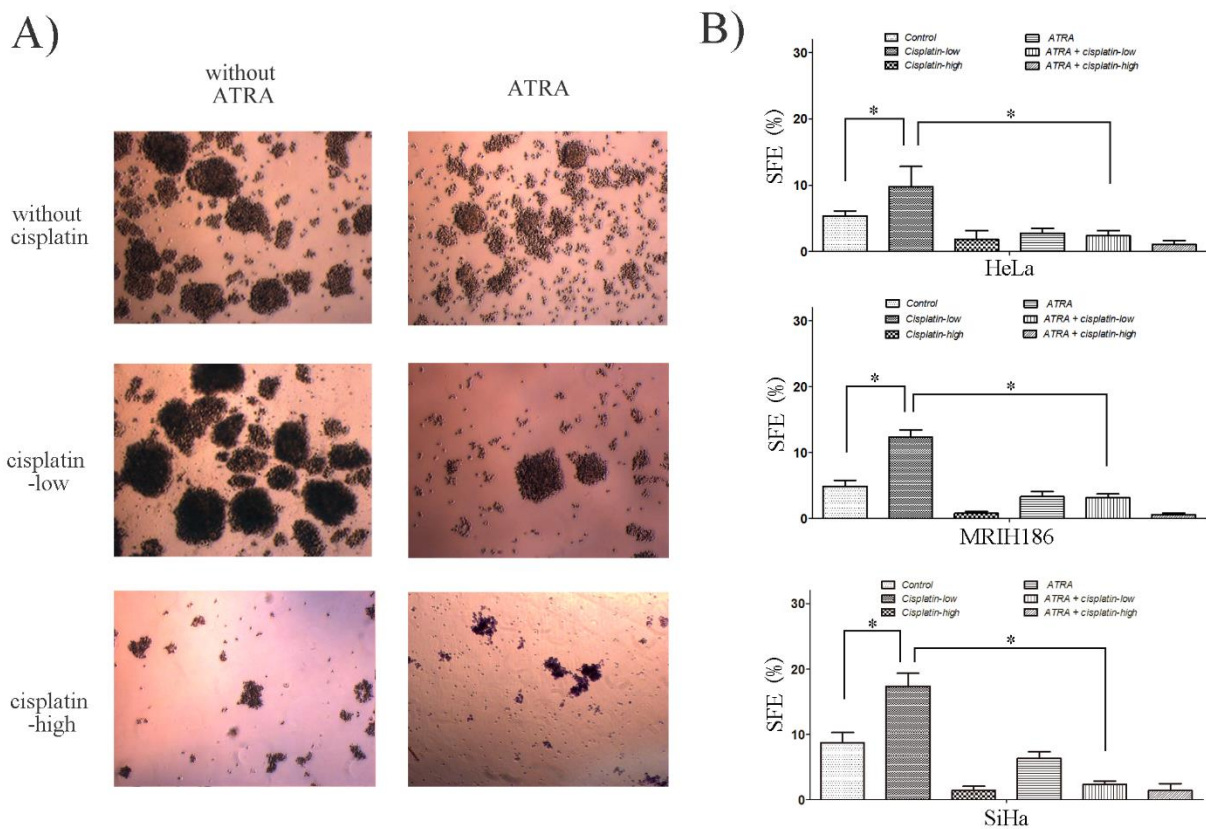 A)
without
ATRA
ATRA
without
cisplatin
cisplatin
-low
cisplatin
-high
B)
Control
Cisplatin-low
Cisplatin-high
ATRA
ATRA + cisplatin-low
ATRA + cisplatin-high
SFE (%)
30
20
10
0
*
*
HeLa
Control
Cisplatin-low
Cisplatin-high
ATRA
ATRA + cisplatin-low
ATRA + cisplatin-high
SFE (%)
30
20
10
0
*
*
MRIH186
Control
Cisplatin-low
Cisplatin-high
ATRA
ATRA + cisplatin-low
ATRA + cisplatin-high
SFE (%)
30
20
10
0
*
*
SiHa